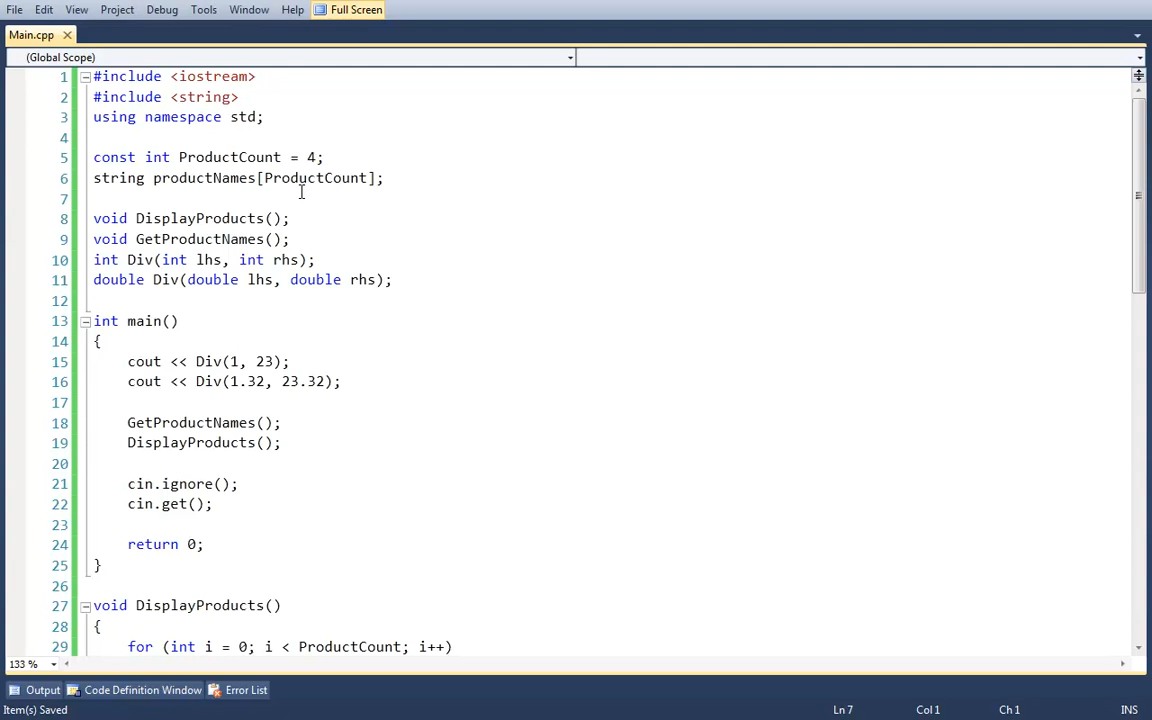 File Edit View Project Debug Tools Window Help Full Screen
Main.cpp
(Global Scope)
1 #include <iostream>
2 #include <string>
3 using namespace std;
4
5 const int ProductCount = 4;
6 string productNames[ProductCount];
7
8 void DisplayProducts();
9 void GetProductNames();
10 int Div(int lhs, int rhs);
11 double Div(double lhs, double rhs);
12
13 int main()
14 {
15 cout << Div(1, 23);
16 cout << Div(1.32, 23.32);
17
18 GetProductNames();
19 DisplayProducts();
20
21 cin.ignore();
22 cin.get();
23
24 return 0;
25 }
26
27 void DisplayProducts()
28 {
29 for (int i = 0; i < ProductCount; i++)
133 %
Output Code Definition Window Error List
Item(s) Saved Ln 7 Col 1 Ch 1 INS